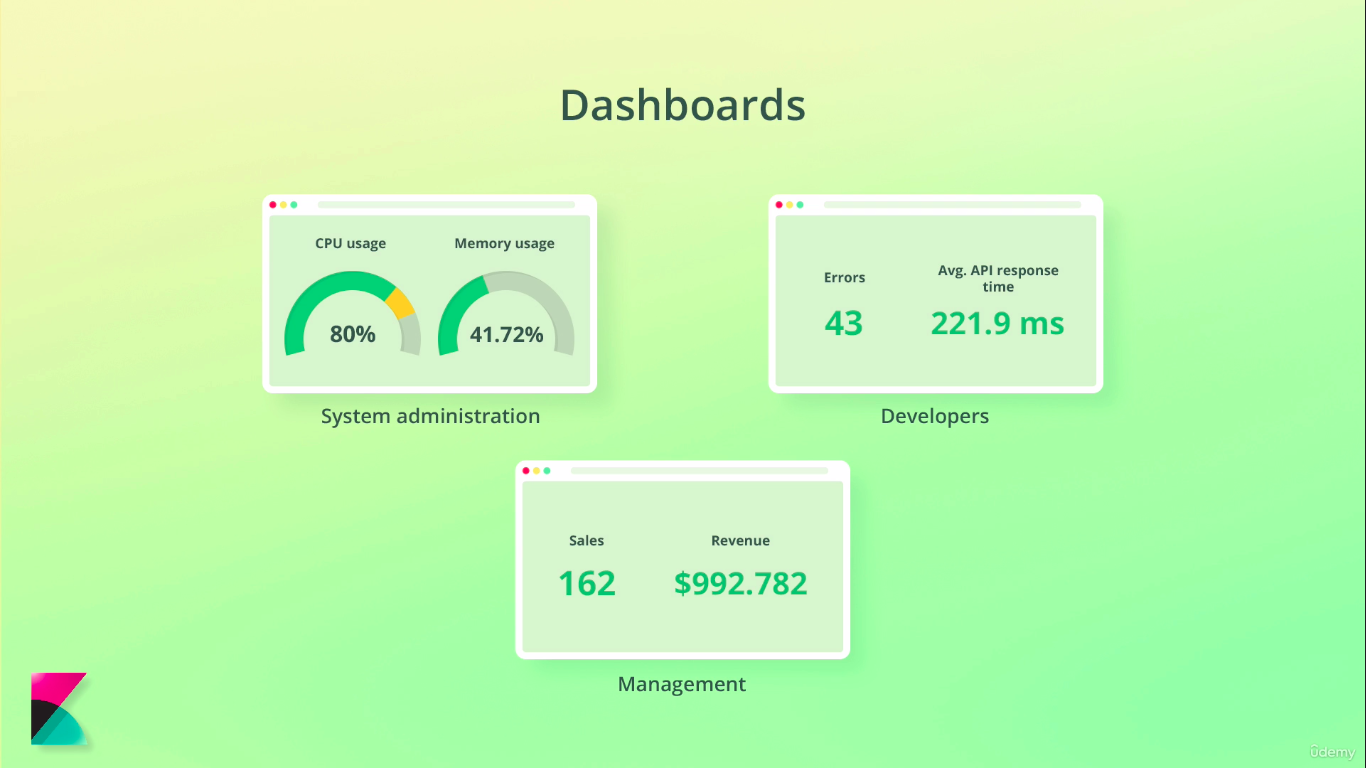 Dashboards
CPU usage
Memory usage
80%
41.72%
System administration
Errors
Avg. API response
time
43
221.9 ms
Developers
Sales
Revenue
162
$992.782
Management
ûdemy